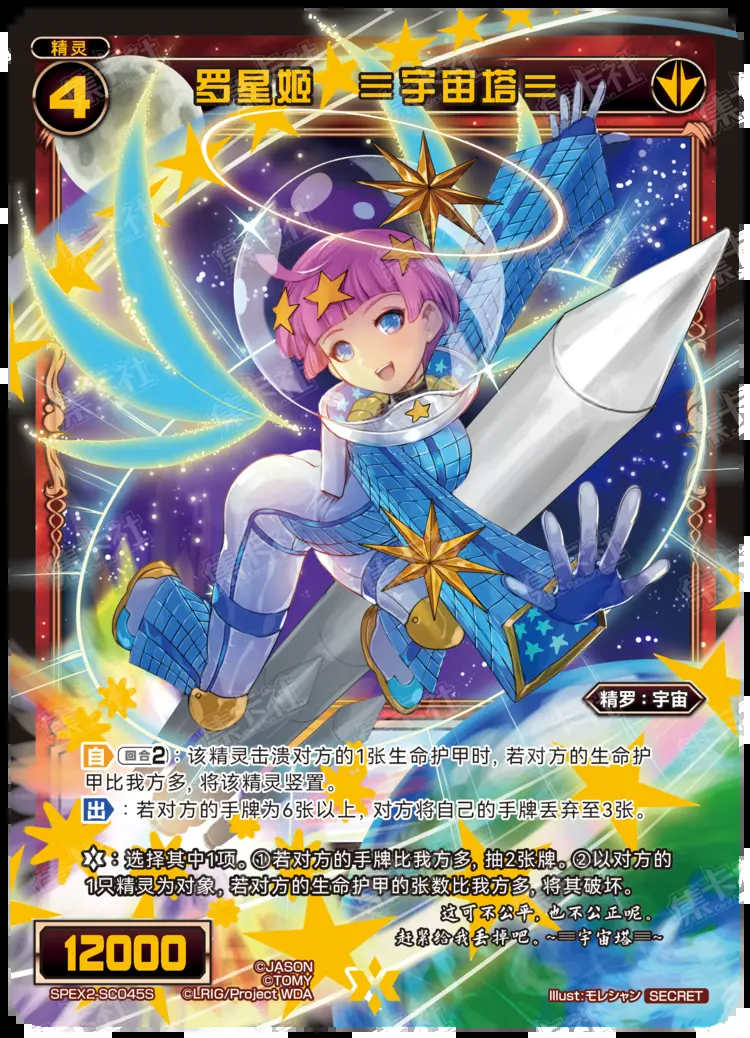 精灵
4
罗星姬 三宇宙塔三
精罗：宇宙
自 回合2：该精灵击溃对方的1张生命护甲时，若对方的生命护
甲比我方多，将该精灵竖置。
出：若对方的手牌为6张以上，对方将自己的手牌丢弃至3张。
：选择其中1项。①若对方的手牌比我方多，抽2张牌。②以对方的
1只精灵为对象，若对方的生命护甲的张数比我方多，将其破坏。
这可不公平，也不公正呢。
赶紧给我丢掉吧。~三宇宙塔三~
12000
©JASON
©TOMY
SPEX2-SC045S ©LRIG/Project WDA
Illust:モレシャン SECRET
集卡社